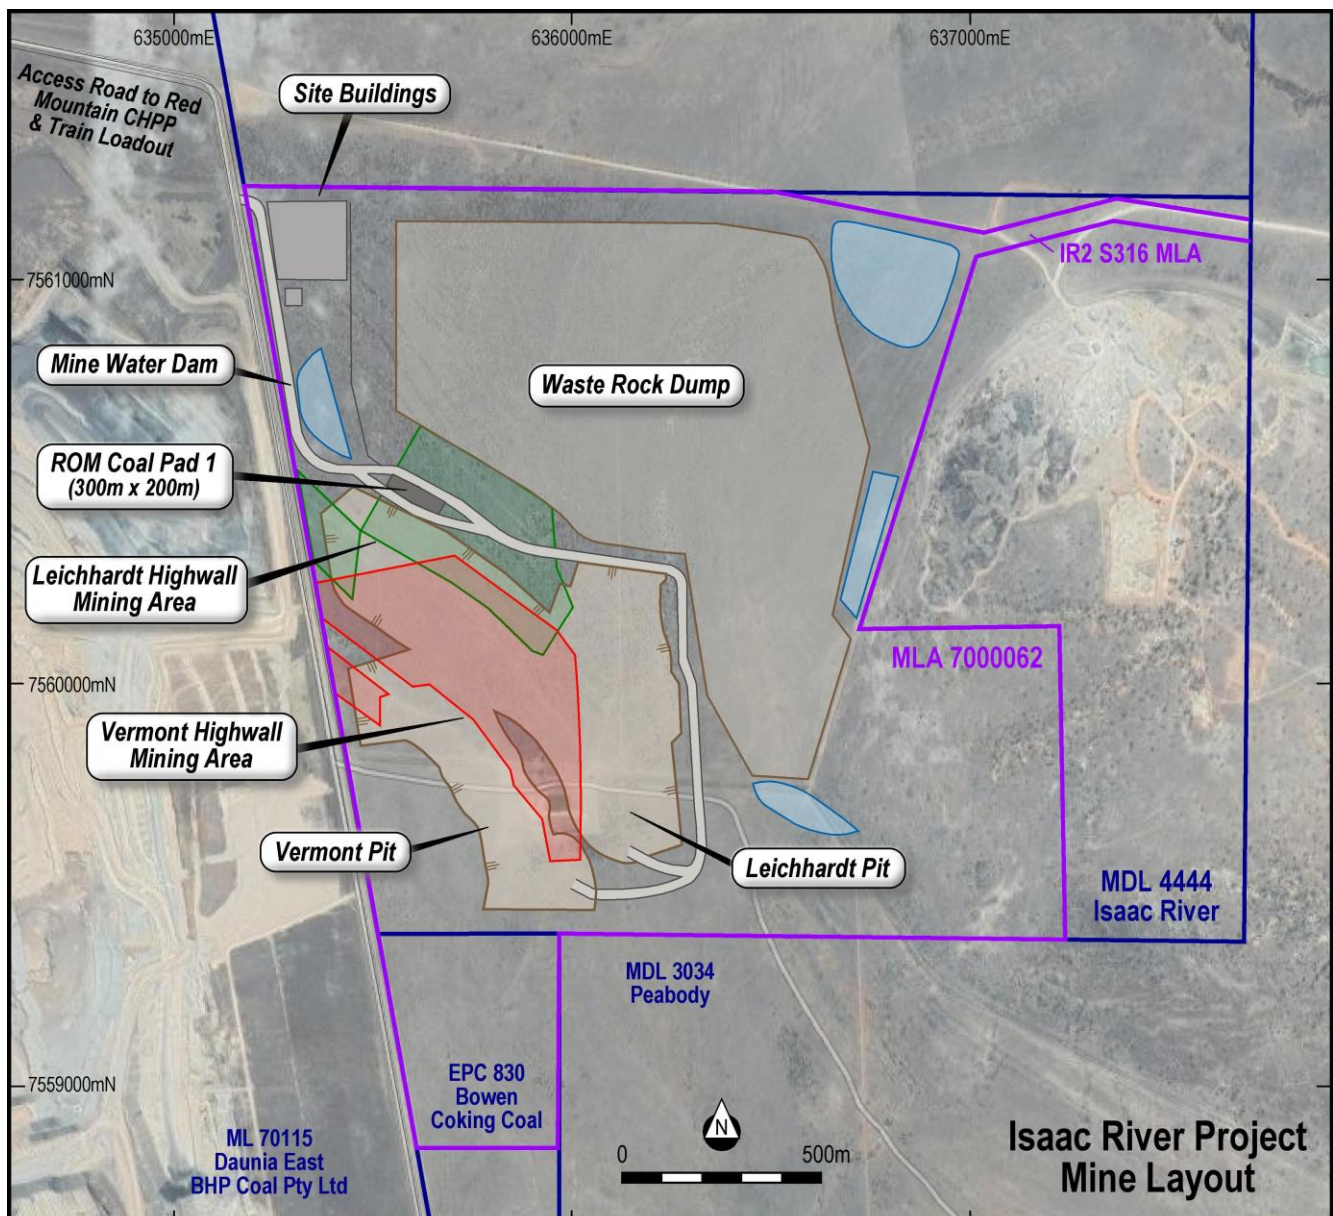 635000mE
636000mE
637000mE
Access Road to Red
Mountain CHPP
& Train Loadout
Site Buildings
IR2 S316 MLA
7561000mN
Mine Water Dam
Waste Rock Dump
ROM Coal Pad 1
(300m x 200m)
Leichhardt Highwall
Mining Area
MLA 7000062
7560000mN
Vermont Highwall
Mining Area
Vermont Pit
Leichhardt Pit
MDL 4444
Isaac River
MDL 3034
Peabody
7559000mN
EPC 830
Bowen
Coking Coal
ML 70115
Daunia East
BHP Coal Pty Ltd
N
0
500m
Isaac River Project
Mine Layout